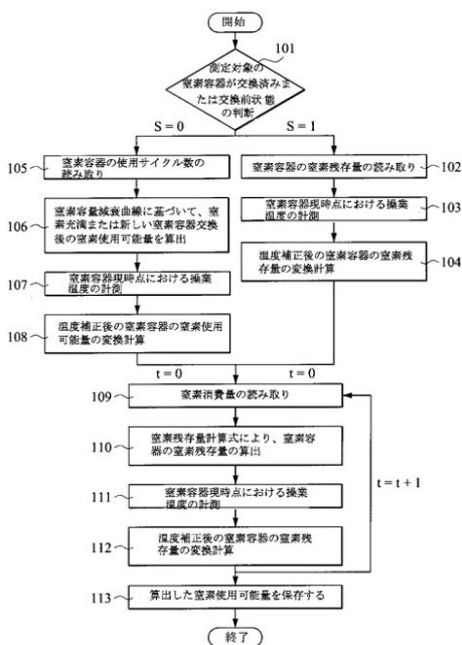 開始
101
測定対象の
窒素容器が交換済みま
たは交換前状態
の判断
S = 0
S = 1
105
窒素容器の使用サイクル数の
読み取り
窒素容器の窒素残存量の読み取り
102
106
窒素容量減衰曲線に基づいて、窒
素充満または新しい窒素容器交換
後の窒素使用可能量を算出
窒素容器現時点における操業
温度の計測
103
107
窒素容器現時点における操業
温度の計測
温度補正後の窒素容器の窒素残
存量の変換計算
104
108
温度補正後の窒素容器の窒素使用
可能量の変換計算
t = 0
t = 0
109
窒素消費量の読み取り
110
窒素残存量計算式により、窒素容
器の窒素残存量の算出
111
窒素容器現時点における操業
温度の計測
t = t + 1
112
温度補正後の窒素容器の窒素残
存量の変換計算
113
算出した窒素使用可能量を保存する
終了